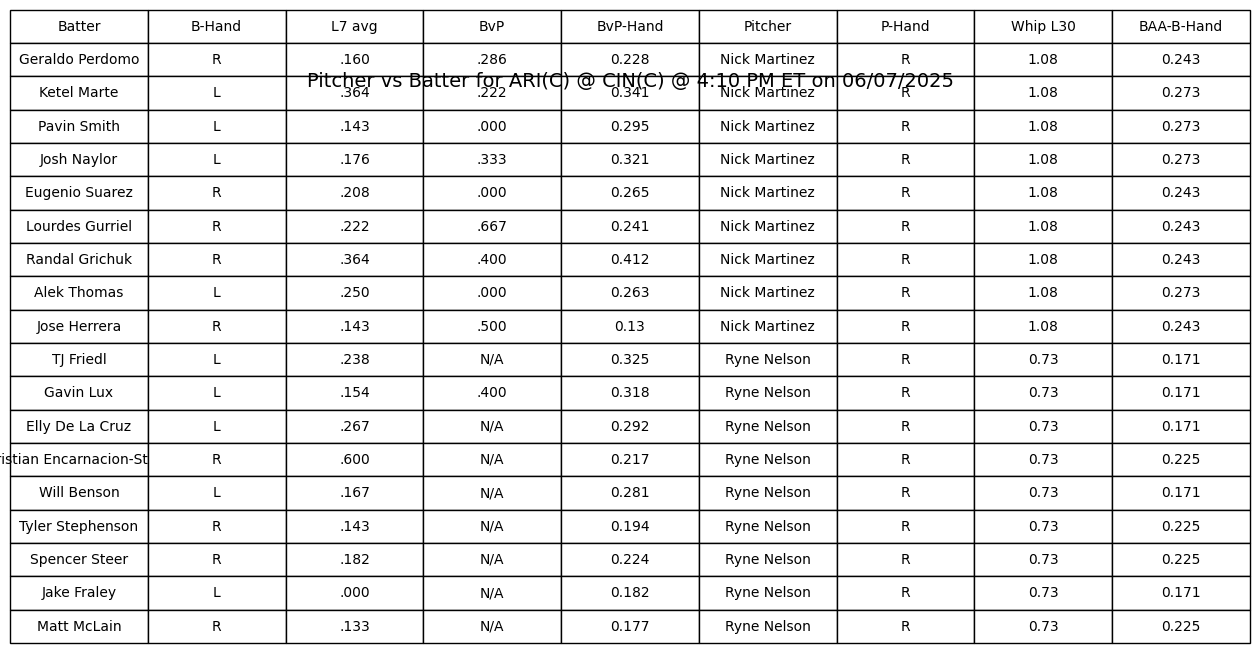 Batter B-Hand L7 avg BvP BvP-Hand Pitcher P-Hand Whip L30 BAA-B-Hand
Geraldo Perdomo R .160 .286 0.228 Nick Martinez R 1.08 0.243
Pitcher vs Batter for ARI(C) @ CIN(C) @ 4:10 PM ET on 06/07/2025
Ketel Marte L .364 .222 0.341 Nick Martinez R 1.08 0.273
Pavin Smith L .143 .000 0.295 Nick Martinez R 1.08 0.273
Josh Naylor L .176 .333 0.321 Nick Martinez R 1.08 0.273
Eugenio Suarez R .208 .000 0.265 Nick Martinez R 1.08 0.243
Lourdes Gurriel R .222 .667 0.241 Nick Martinez R 1.08 0.243
Randal Grichuk R .364 .400 0.412 Nick Martinez R 1.08 0.243
Alek Thomas L .250 .000 0.263 Nick Martinez R 1.08 0.273
Jose Herrera R .143 .500 0.13 Nick Martinez R 1.08 0.243
TJ Friedl L .238 N/A 0.325 Ryne Nelson R 0.73 0.171
Gavin Lux L .154 .400 0.318 Ryne Nelson R 0.73 0.171
Elly De La Cruz L .267 N/A 0.292 Ryne Nelson R 0.73 0.171
istian Encarnacion-St R .600 N/A 0.217 Ryne Nelson R 0.73 0.225
Will Benson L .167 N/A 0.281 Ryne Nelson R 0.73 0.171
Tyler Stephenson R .143 N/A 0.194 Ryne Nelson R 0.73 0.225
Spencer Steer R .182 N/A 0.224 Ryne Nelson R 0.73 0.225
Jake Fraley L .000 N/A 0.182 Ryne Nelson R 0.73 0.171
Matt McLain R .133 N/A 0.177 Ryne Nelson R 0.73 0.225